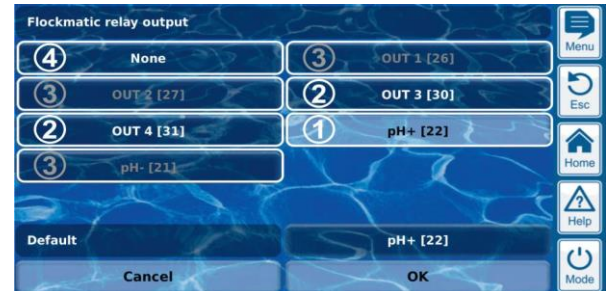 Flockmatic relay output
4 None
3 OUT 1 [26]
3 OUT 2 [27]
2 OUT 3 [30]
2 OUT 4 [31]
1 pH+ [22]
3 pH- [21]
Default
pH+ [22]
Cancel
OK
Menu
Esc
Home
? Help
Mode